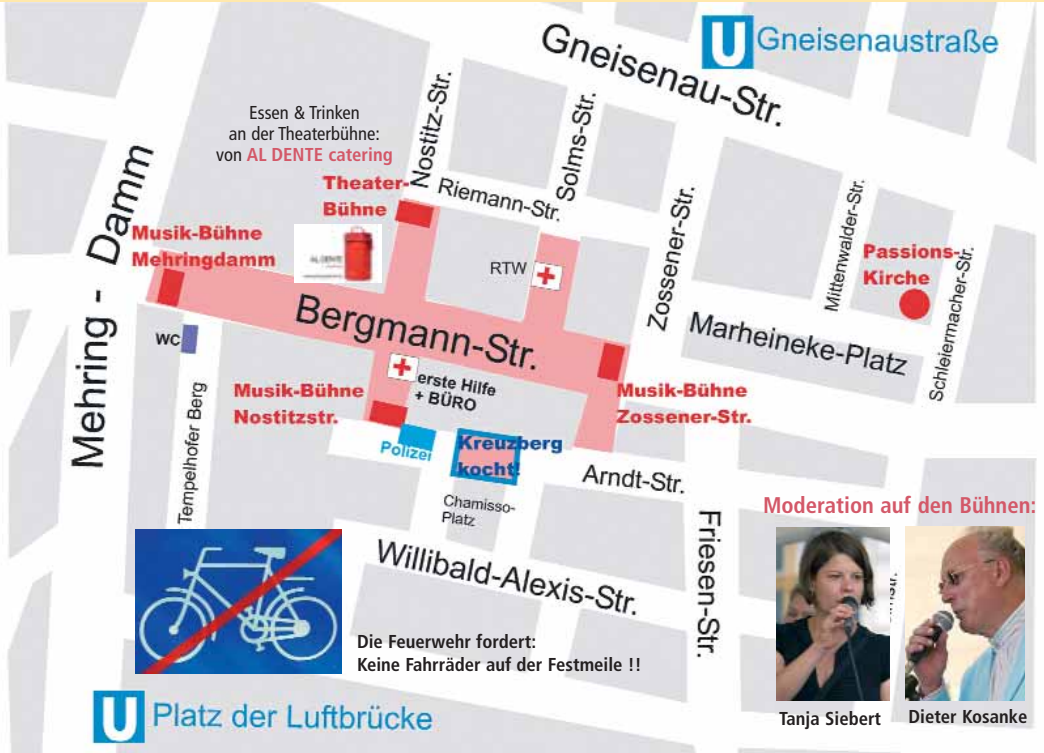 U Gneisenaustraße
Gneisenau-Str.
Essen & Trinken
an der Theaterbühne:
von AL DENTE catering
Nostitz-Str.
Solms-Str.
Riemann-Str.
Theater-
Bühne
Mehring - Damm
Musik-Bühne
Mehringdamm
AL DENTE
RTW
Zossener-Str.
Mittenwalder-Str.
Passions-
Kirche
Schleiermacher-Str.
Bergmann-Str.
Marheineke-Platz
WC
erste Hilfe
+ BÜRO
Musik-Bühne
Nostitzstr.
Musik-Bühne
Zossener-Str.
Polizei
Kreuzberg
kocht!
Tempelhofer Berg
Chamisso-
Platz
Arndt-Str.
Friesen-Str.
Willibald-Alexis-Str.
Moderation auf den Bühnen:
Die Feuerwehr fordert:
Keine Fahrräder auf der Festmeile !!
Tanja Siebert
Dieter Kosanke
U Platz der Luftbrücke